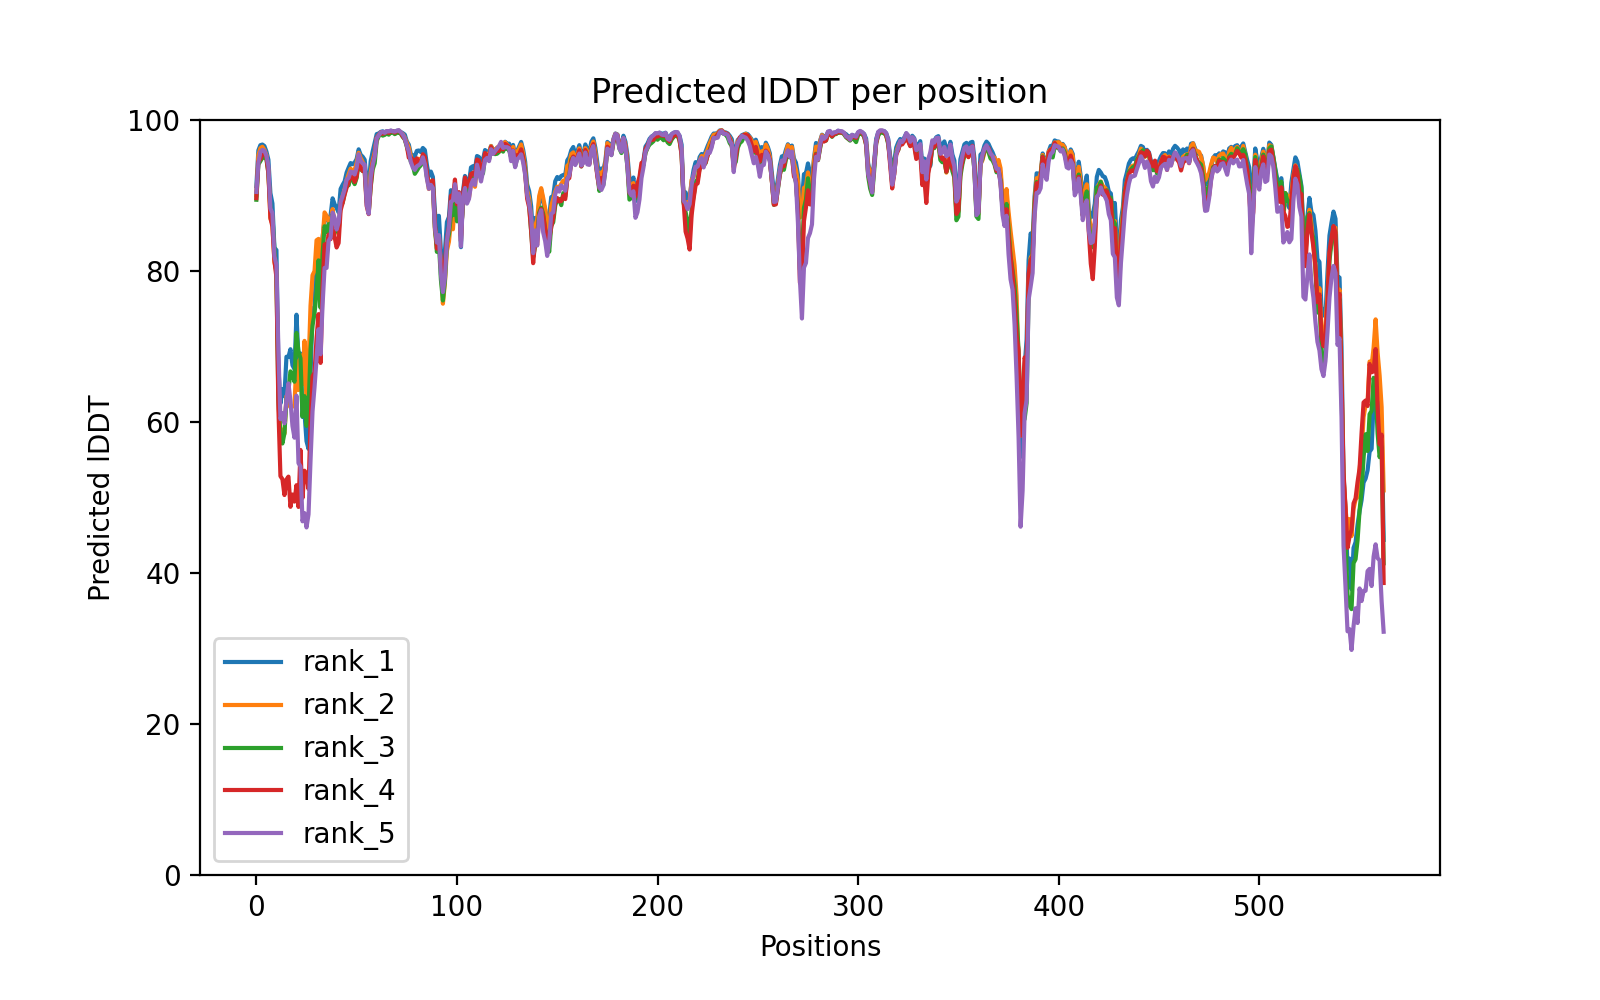 Predicted lDDT per position
100
80
60
40
20
0
Predicted lDDT
rank_1
rank_2
rank_3
rank_4
rank_5
0 100 200 300 400 500
Positions